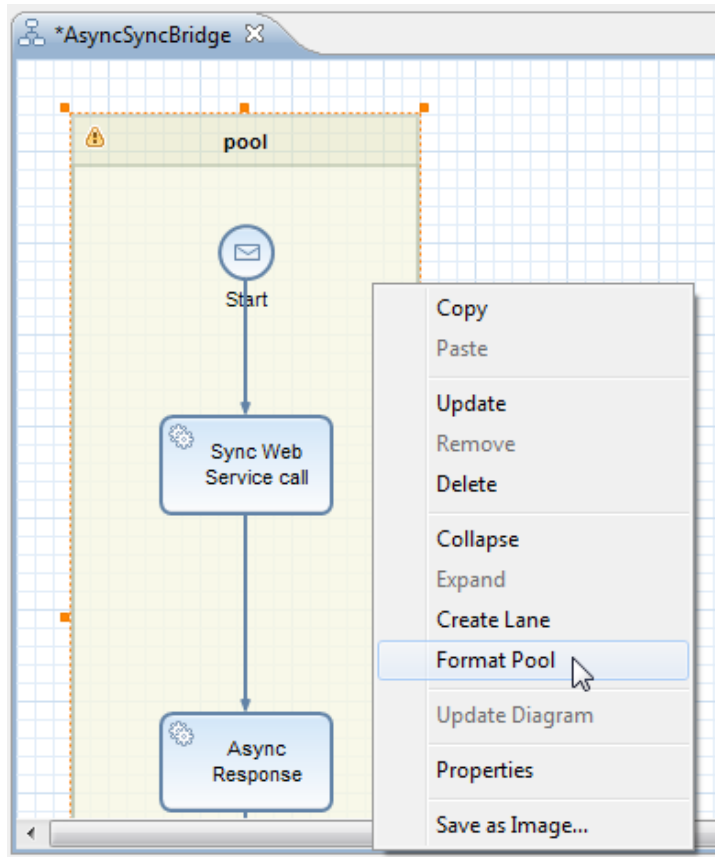 *AsyncSyncBridge
pool
Start
Sync Web
Service call
Async
Response
Copy
Paste
Update
Remove
Delete
Collapse
Expand
Create Lane
Format Pool
Update Diagram
Properties
Save as Image...